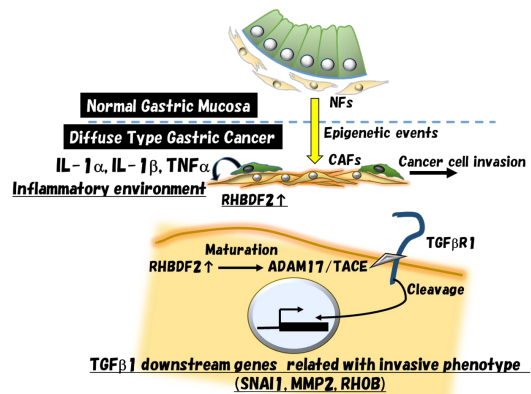 NFs
Normal Gastric Mucosa
Epigenetic events
Diffuse Type Gastric Cancer
IL-1α, IL-1β, TNFα
CAFs
Cancer cell invasion
Inflammatory environment
RHBDF2↑
TGFβR1
Maturation
RHBDF2↑ ADAM17/TACE
Cleavage
TGFβ1 downstream genes related with invasive phenotype
(SNAI1, MMP2, RHOB)